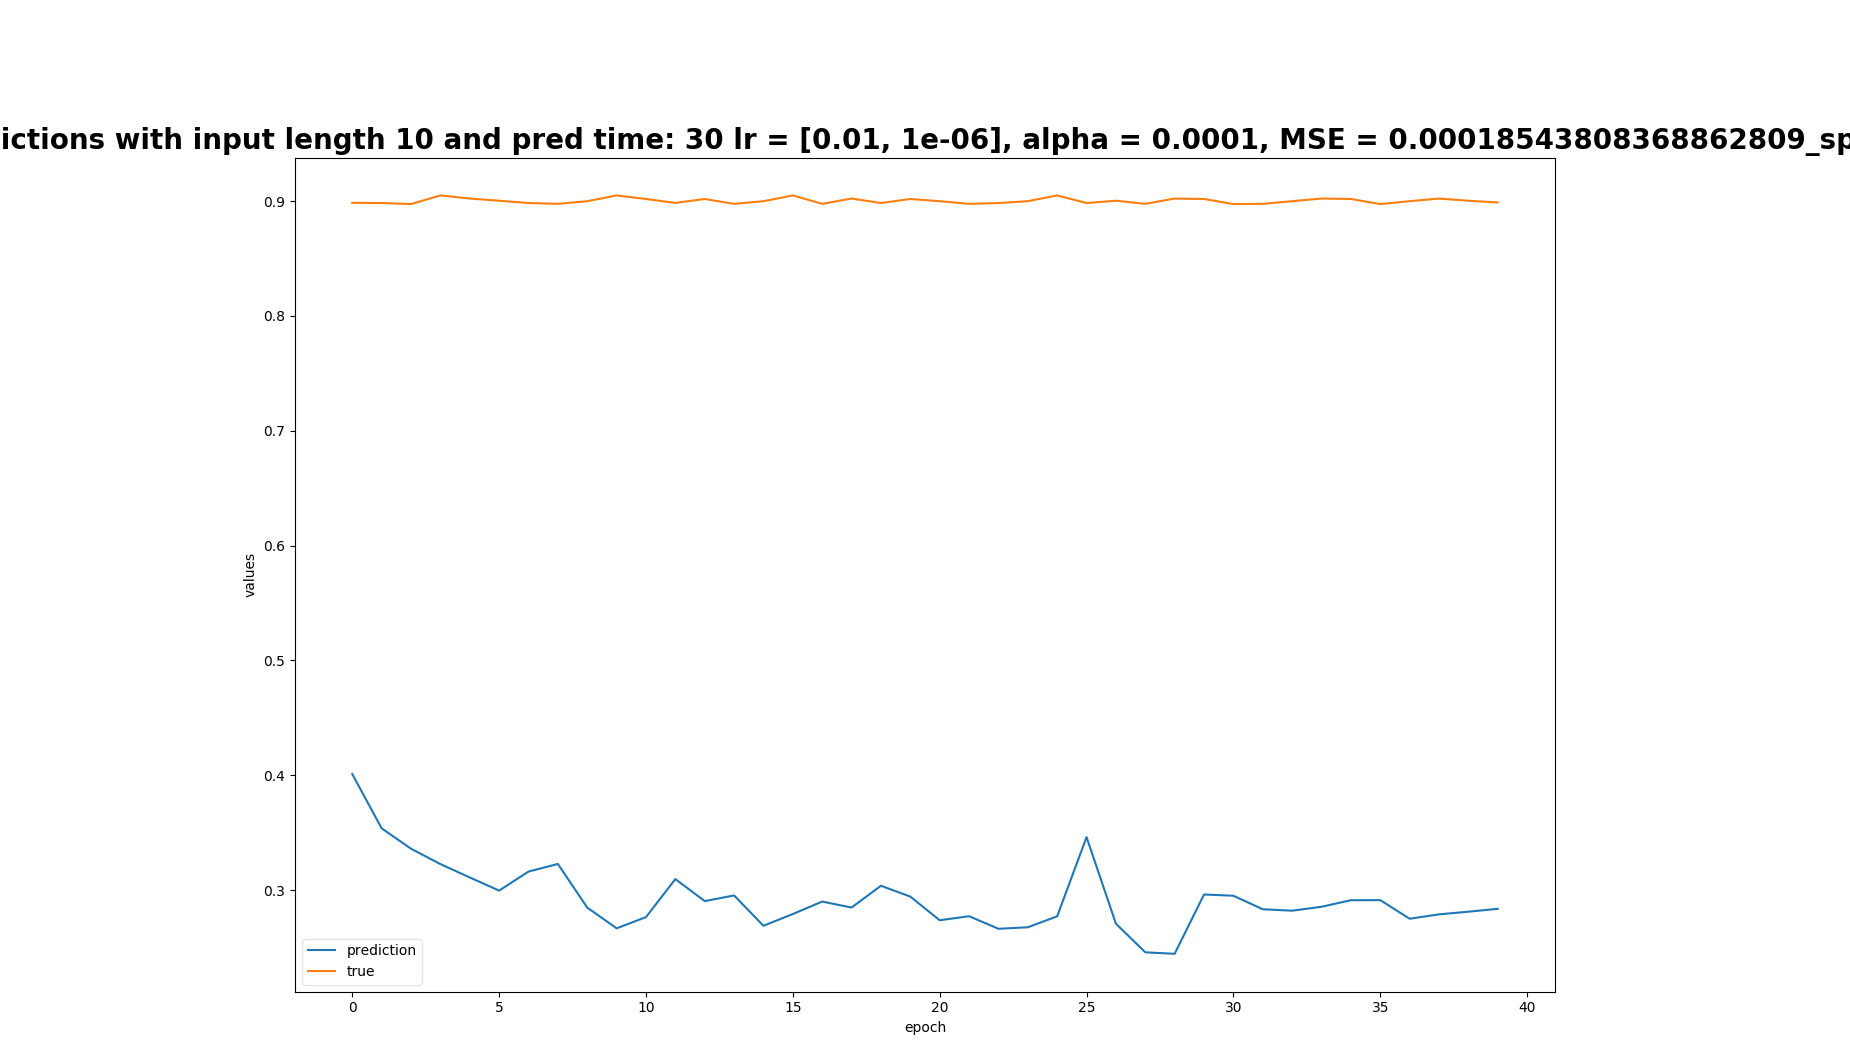 ictions with input length 10 and pred time: 30 lr = [0.01, 1e-06], alpha = 0.0001, MSE = 0.00018543808368862809_sp
0.9
0.8
0.7
0.6
0.5
0.4
0.3
values
prediction
true
0 5 10 15 20 25 30 35 40
epoch